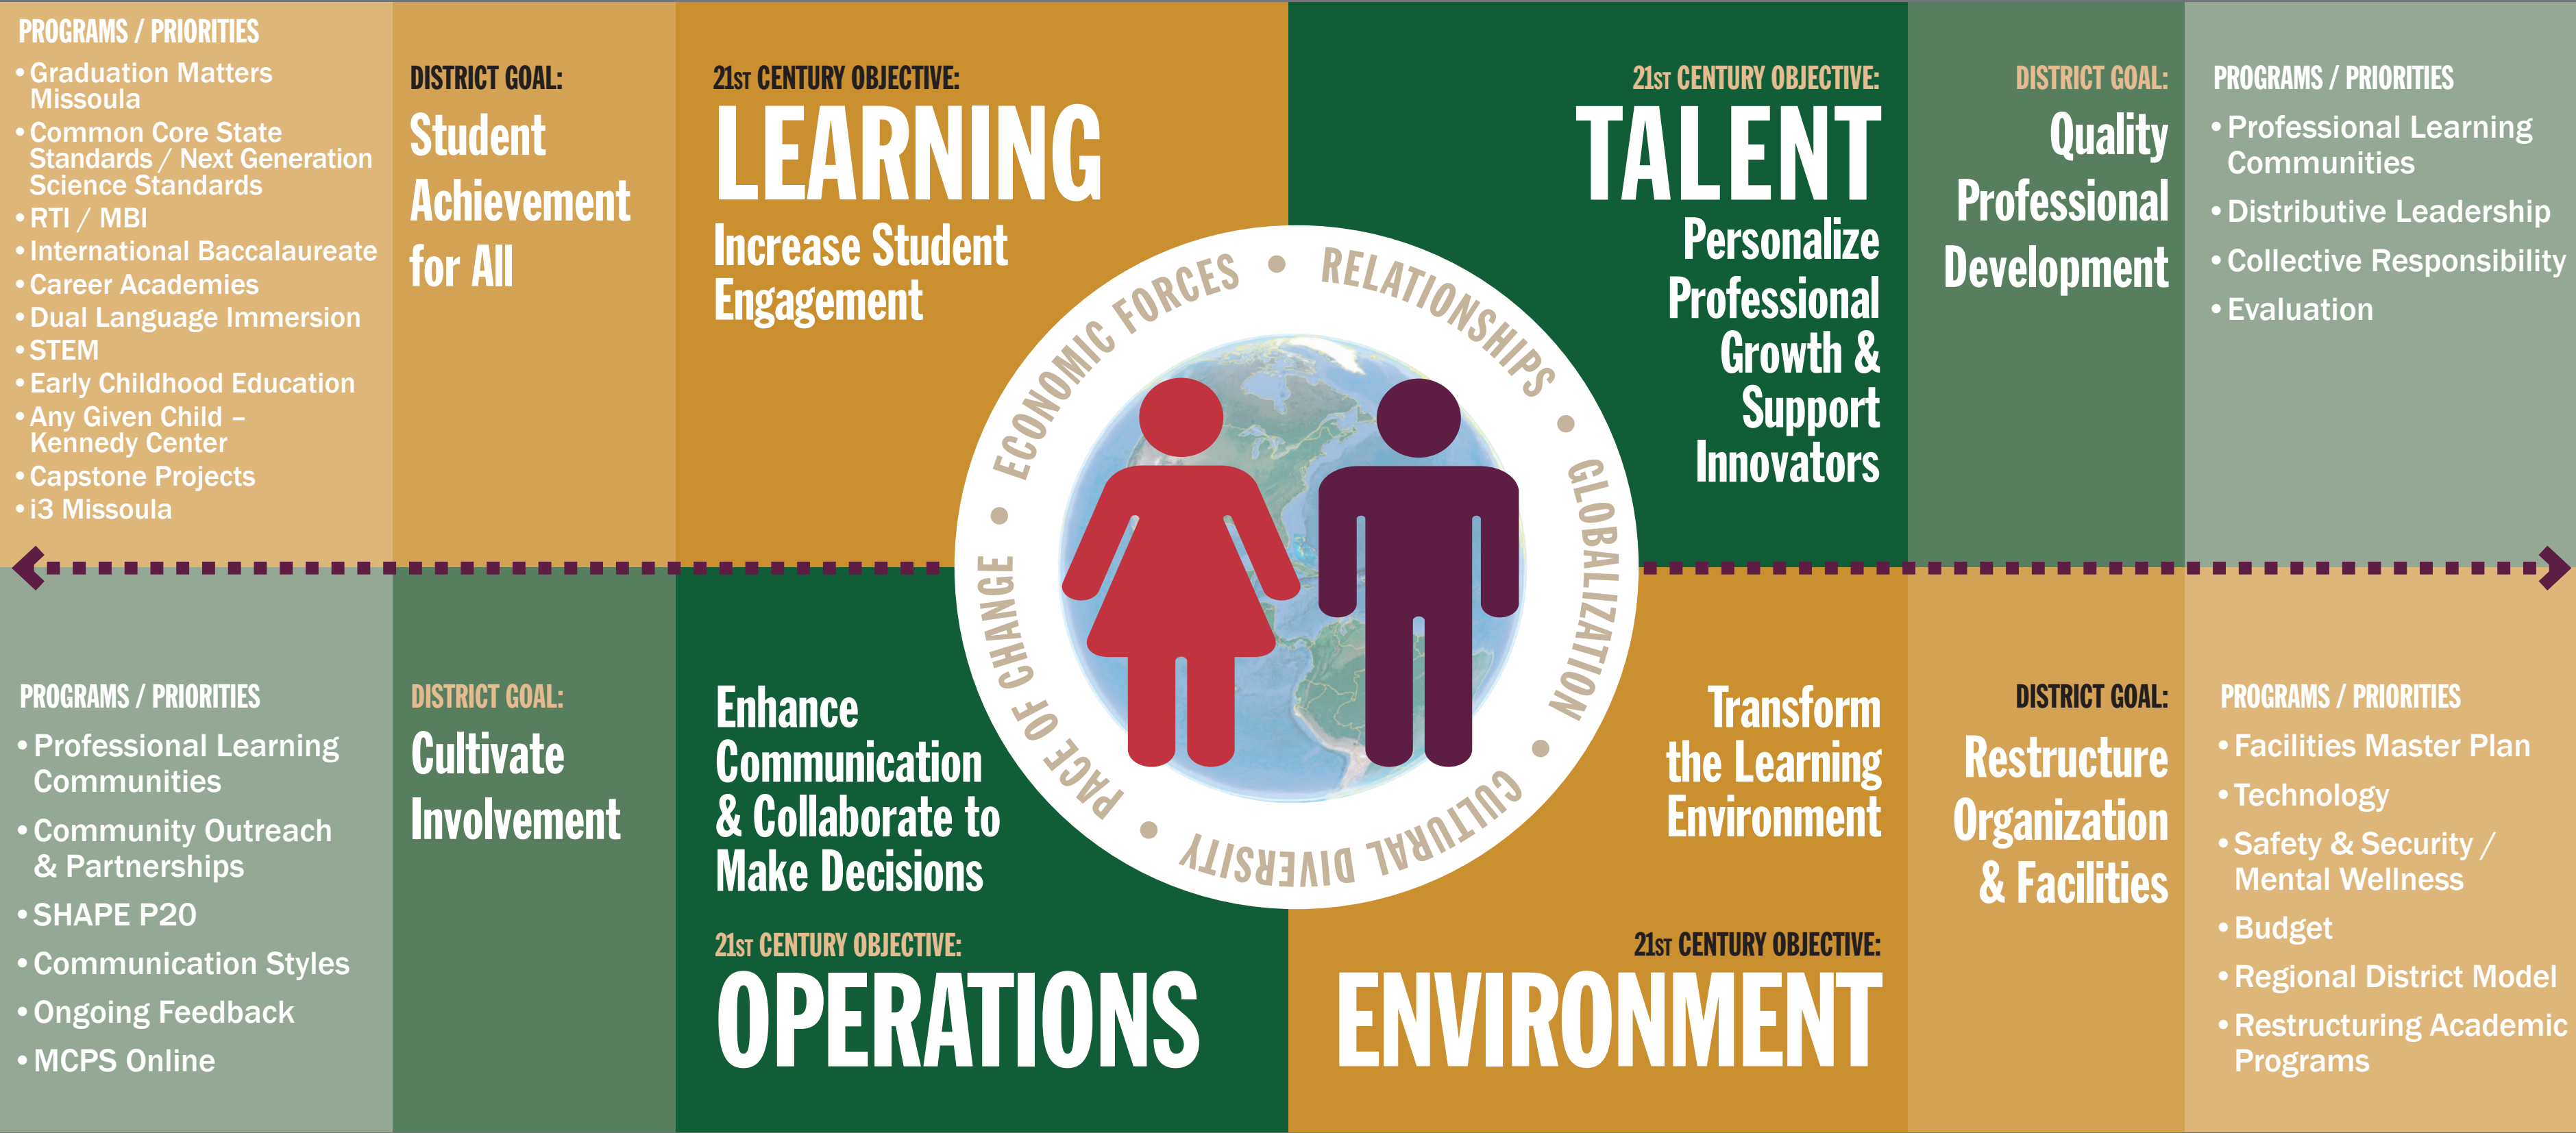 PROGRAMS / PRIORITIES
• Graduation Matters
Missoula
• Common Core State
Standards / Next Generation
Science Standards
• RTI / MBI
• International Baccalaureate
• Career Academies
• Dual Language Immersion
• STEM
• Early Childhood Education
• Any Given Child –
Kennedy Center
• Capstone Projects
• i3 Missoula
DISTRICT GOAL:
Student
Achievement
for All
21ST CENTURY OBJECTIVE:
LEARNING
Increase Student
Engagement
21ST CENTURY OBJECTIVE:
TALENT
Personalize
Professional
Growth &
Support
Innovators
DISTRICT GOAL:
Quality
Professional
Development
PROGRAMS / PRIORITIES
• Professional Learning
Communities
• Distributive Leadership
• Collective Responsibility
• Evaluation
ECONOMIC FORCES • RELATIONSHIPS • GLOBALIZATION • CULTURAL DIVERSITY • PACE OF CHANGE •
PROGRAMS / PRIORITIES
• Professional Learning
Communities
• Community Outreach
& Partnerships
• SHAPE P20
• Communication Styles
• Ongoing Feedback
• MCPS Online
DISTRICT GOAL:
Cultivate
Involvement
Enhance
Communication
& Collaborate to
Make Decisions
21ST CENTURY OBJECTIVE:
OPERATIONS
Transform
the Learning
Environment
21ST CENTURY OBJECTIVE:
ENVIRONMENT
DISTRICT GOAL:
Restructure
Organization
& Facilities
PROGRAMS / PRIORITIES
• Facilities Master Plan
• Technology
• Safety & Security /
Mental Wellness
• Budget
• Regional District Model
• Restructuring Academic
Programs